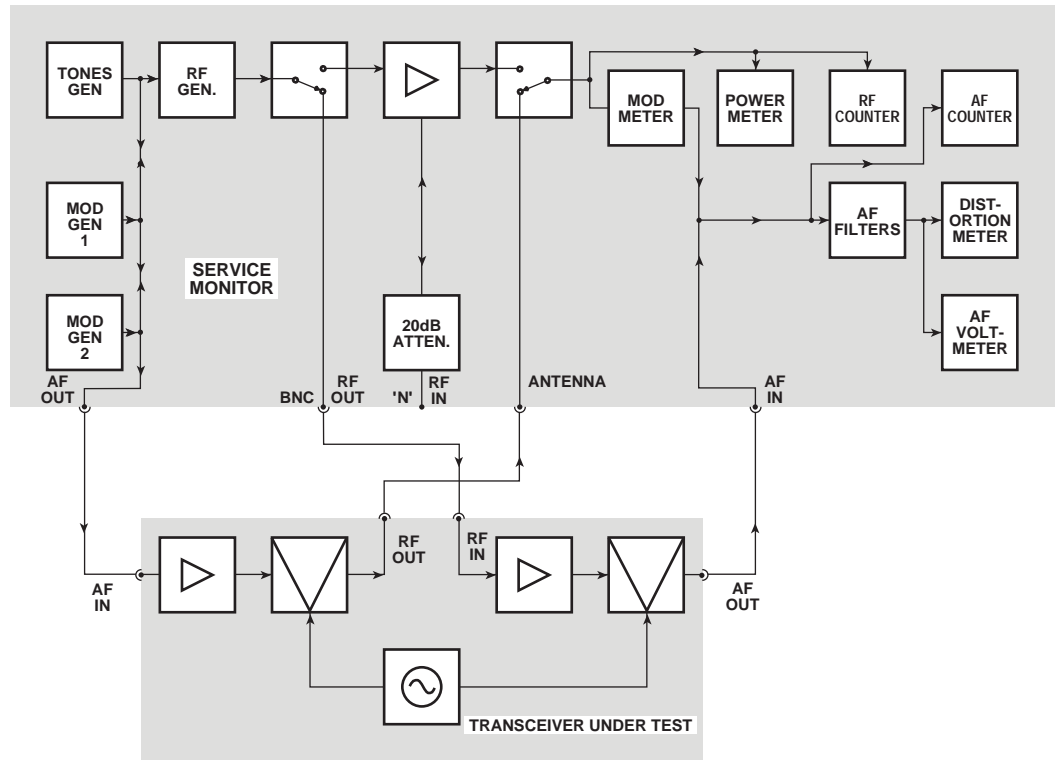 TONES
GEN
RF
GEN.
MOD
METER
POWER
METER
RF
COUNTER
AF
COUNTER
MOD
GEN
1
AF
FILTERS
DIST-
ORTION
METER
SERVICE
MONITOR
MOD
GEN
2
20dB
ATTEN.
AF
VOLT-
METER
AF
OUT
BNC
RF
OUT
'N'
RF
IN
ANTENNA
AF
IN
RF
OUT
RF
IN
AF
IN
AF
OUT
TRANSCEIVER UNDER TEST